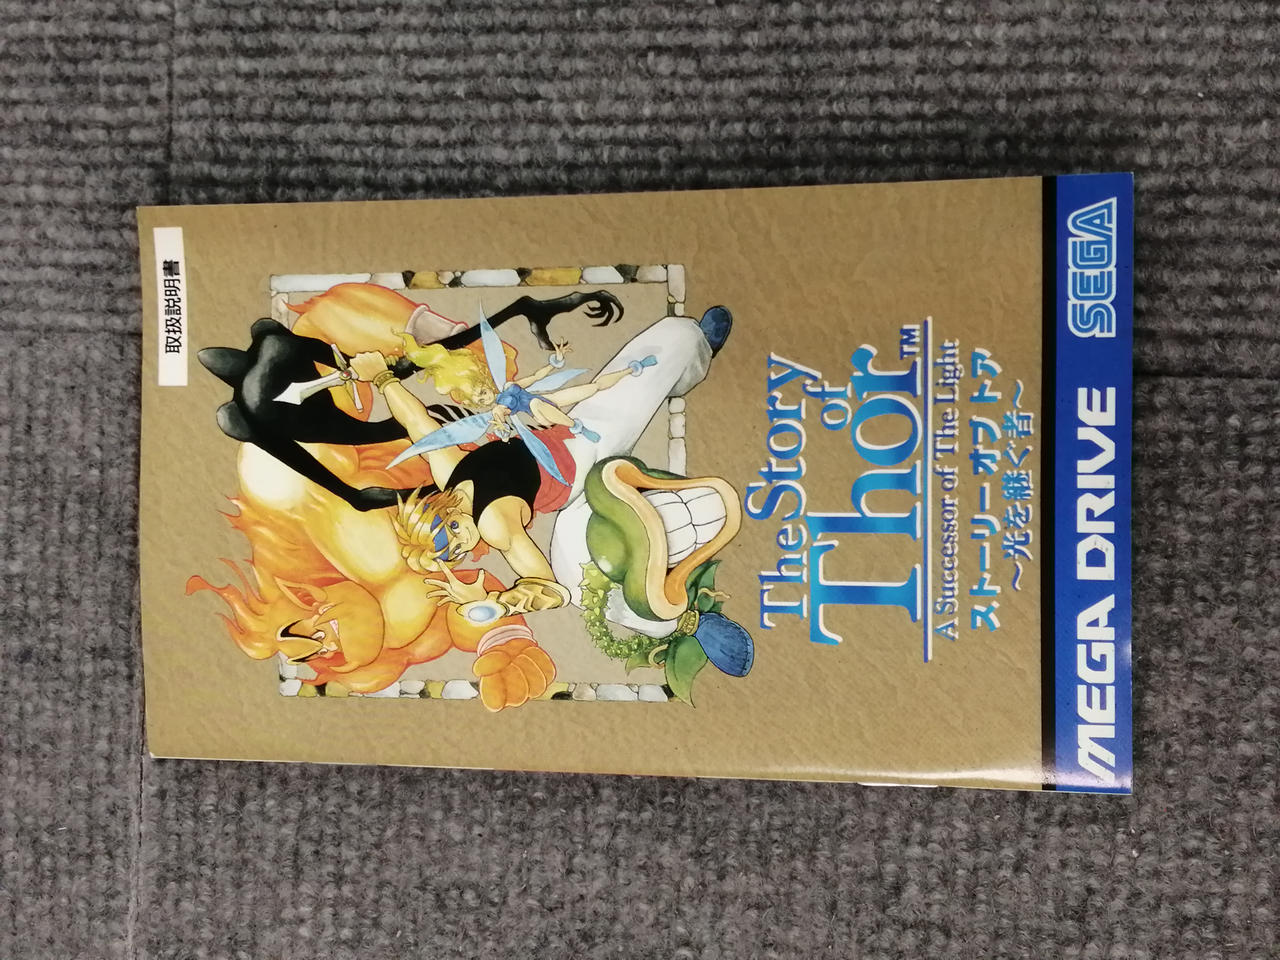 取扱説明書
The Story
of
Thor™
A Successor of The Light
ストーリー オブ トア
～光を継ぐ者～
MEGA DRIVE SEGA